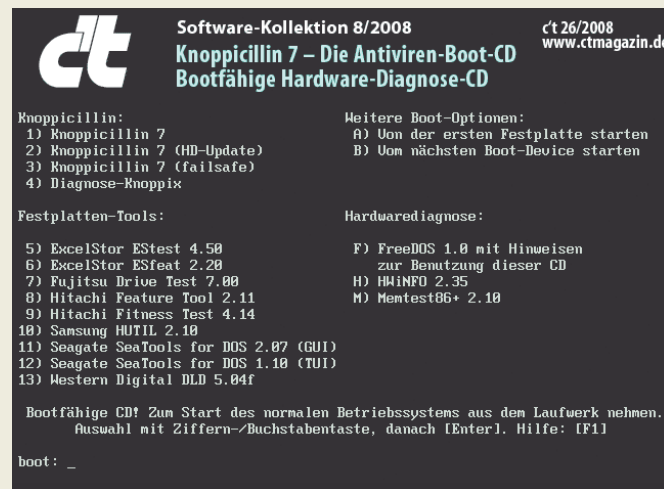 c't
Software-Kollektion 8/2008
c't 26/2008
www.ctmagazin.de
Knoppicillin 7 – Die Antiviren-Boot-CD
Bootfähige Hardware-Diagnose-CD
Knoppicillin:
1) Knoppicillin 7
2) Knoppicillin 7 (HD-Update)
3) Knoppicillin 7 (failsafe)
4) Diagnose-Knoppix
Weitere Boot-Optionen:
A) Von der ersten Festplatte starten
B) Vom nächsten Boot-Device starten
Festplatten-Tools:
5) ExcelStor EStest 4.50
6) ExcelStor ESfeat 2.20
7) Fujitsu Drive Test 7.00
8) Hitachi Feature Tool 2.11
9) Hitachi Fitness Test 4.14
10) Samsung HUTIL 2.10
11) Seagate SeaTools for DOS 2.07 (GUI)
12) Seagate SeaTools for DOS 1.10 (TUI)
13) Western Digital DLD 5.04f
Hardwarediagnose:
F) FreeDOS 1.0 mit Hinweisen
zur Benutzung dieser CD
H) HWiNFO 2.35
M) Memtest86+ 2.10
Bootfähige CD! Zum Start des normalen Betriebssystems aus dem Laufwerk nehmen.
Auswahl mit Ziffern-/Buchstabentaste, danach [Enter]. Hilfe: [F1]
boot: _